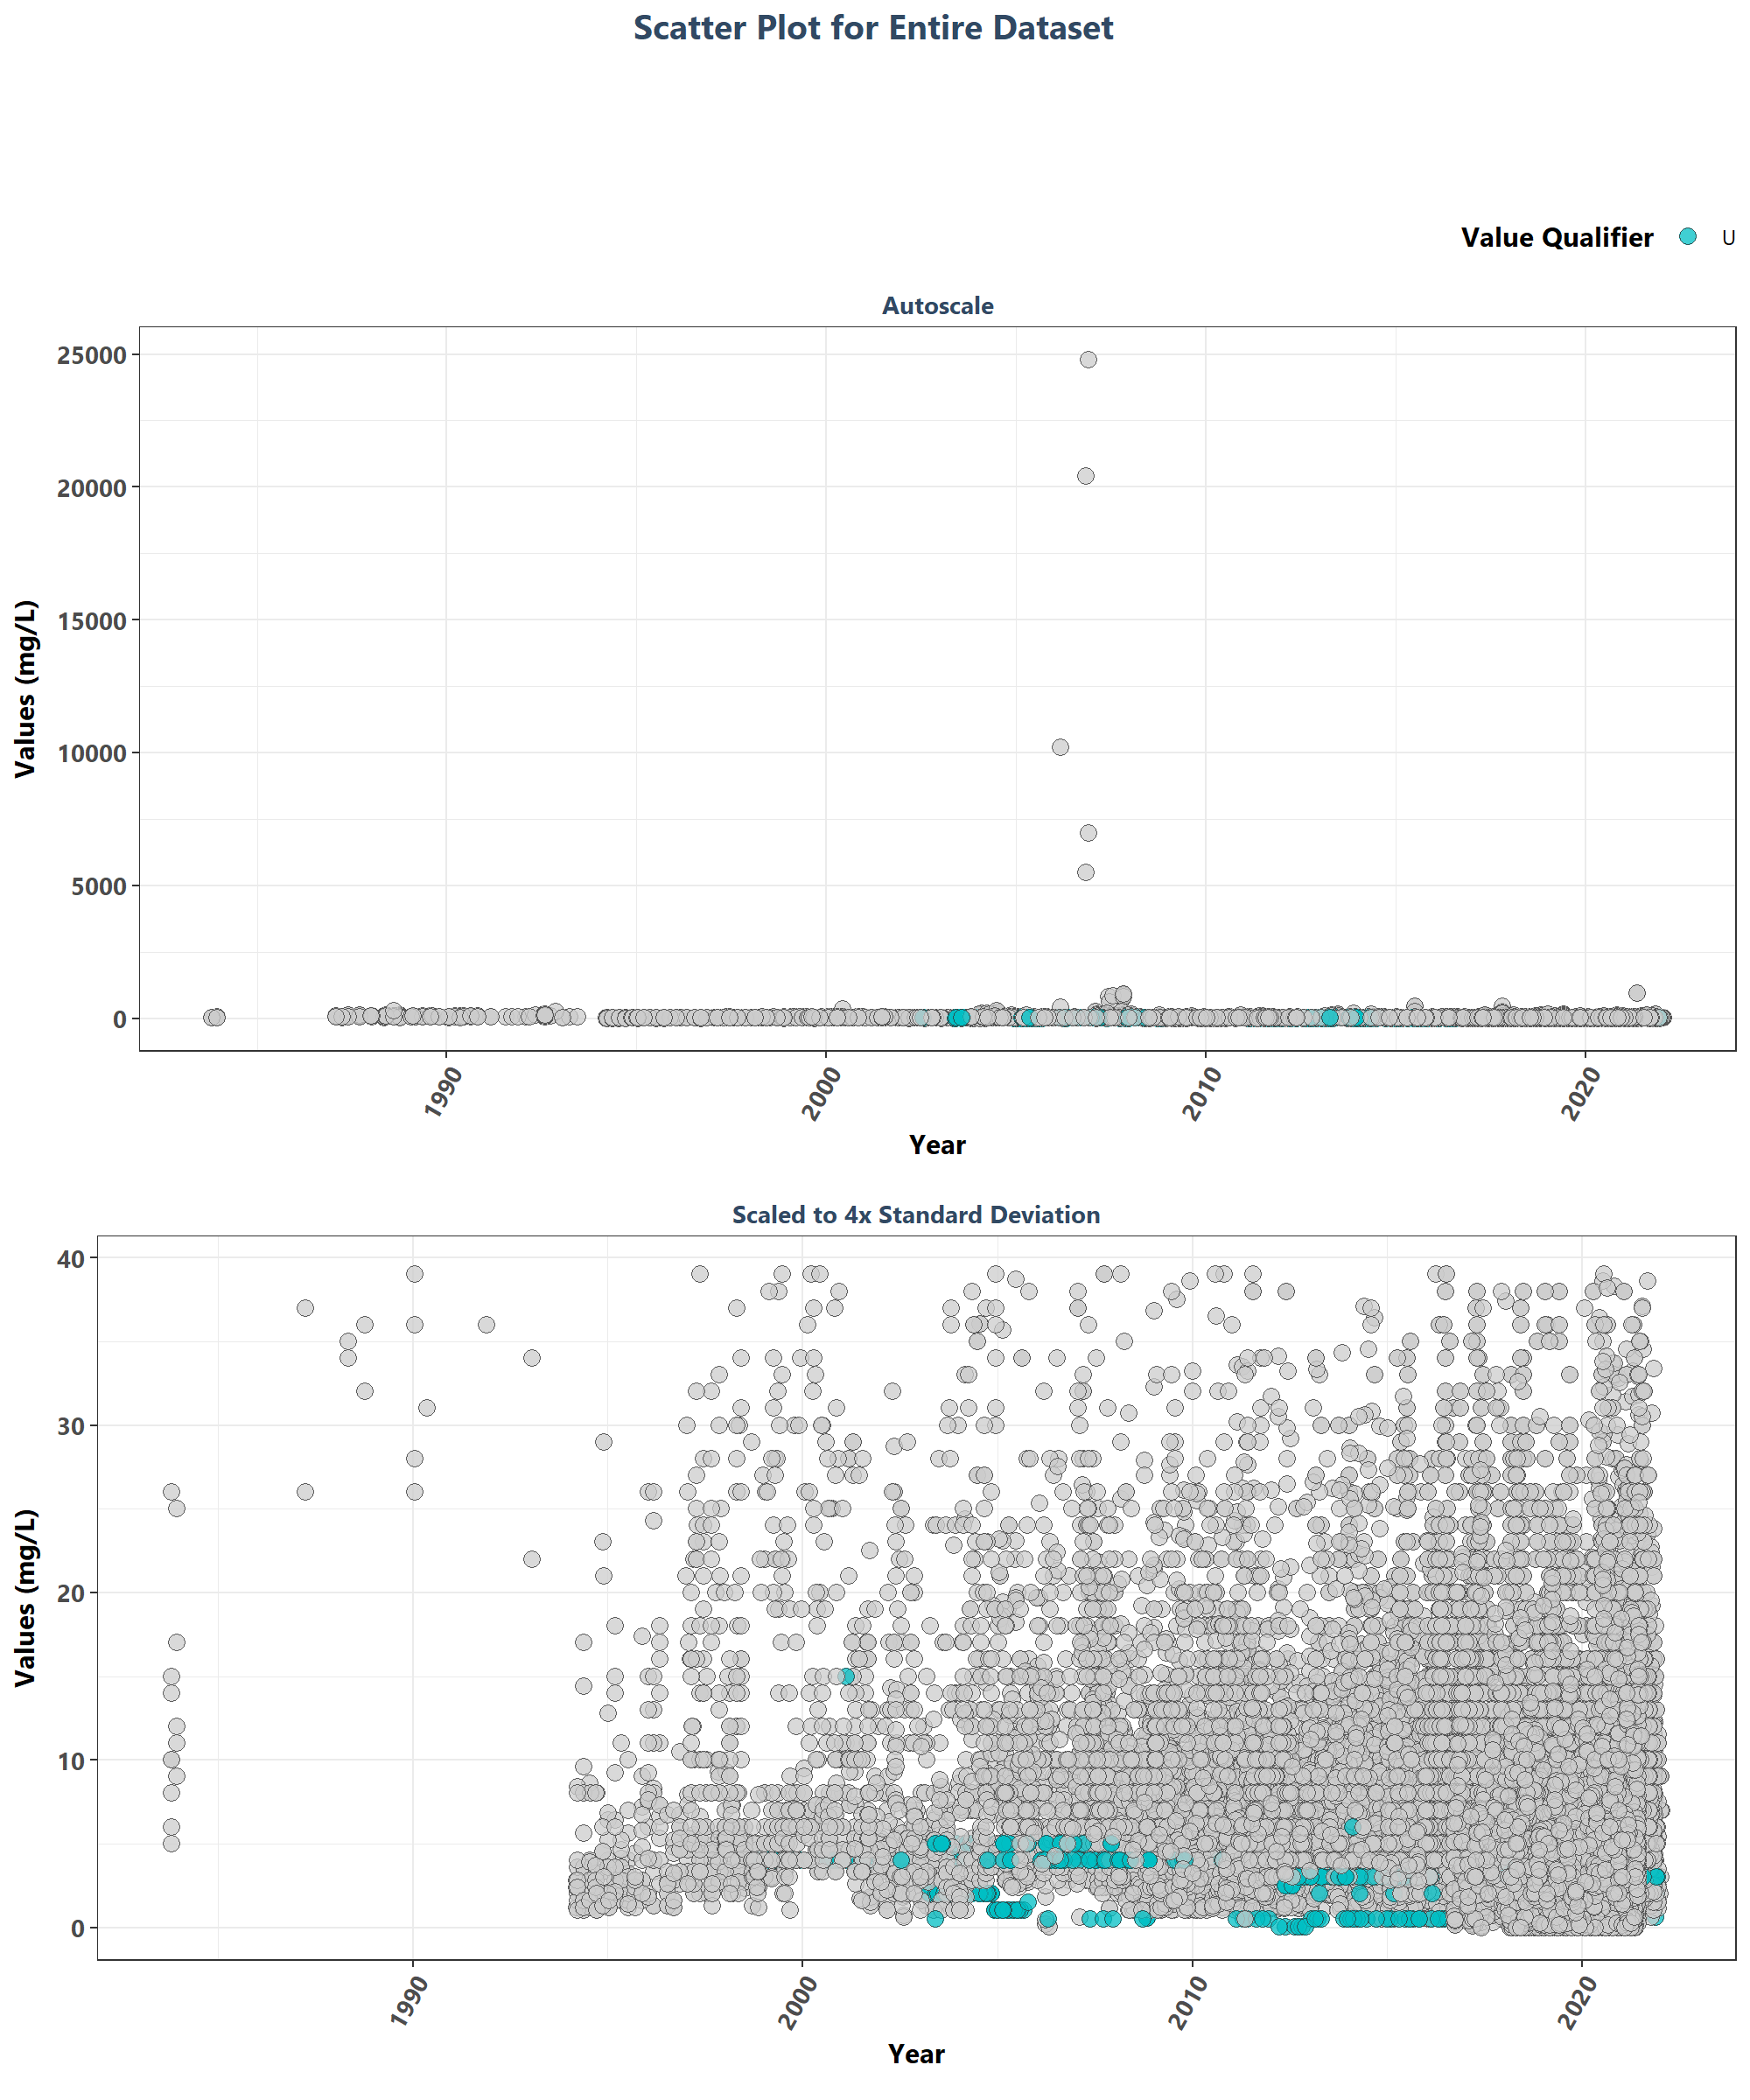 Scatter Plot for Entire Dataset
Value Qualifier U
Autoscale
25000
20000
15000
10000
5000
0
Values (mg/L)
1990 2000 2010 2020
Year
Scaled to 4x Standard Deviation
40
30
20
10
0
Values (mg/L)
1990 2000 2010 2020
Year